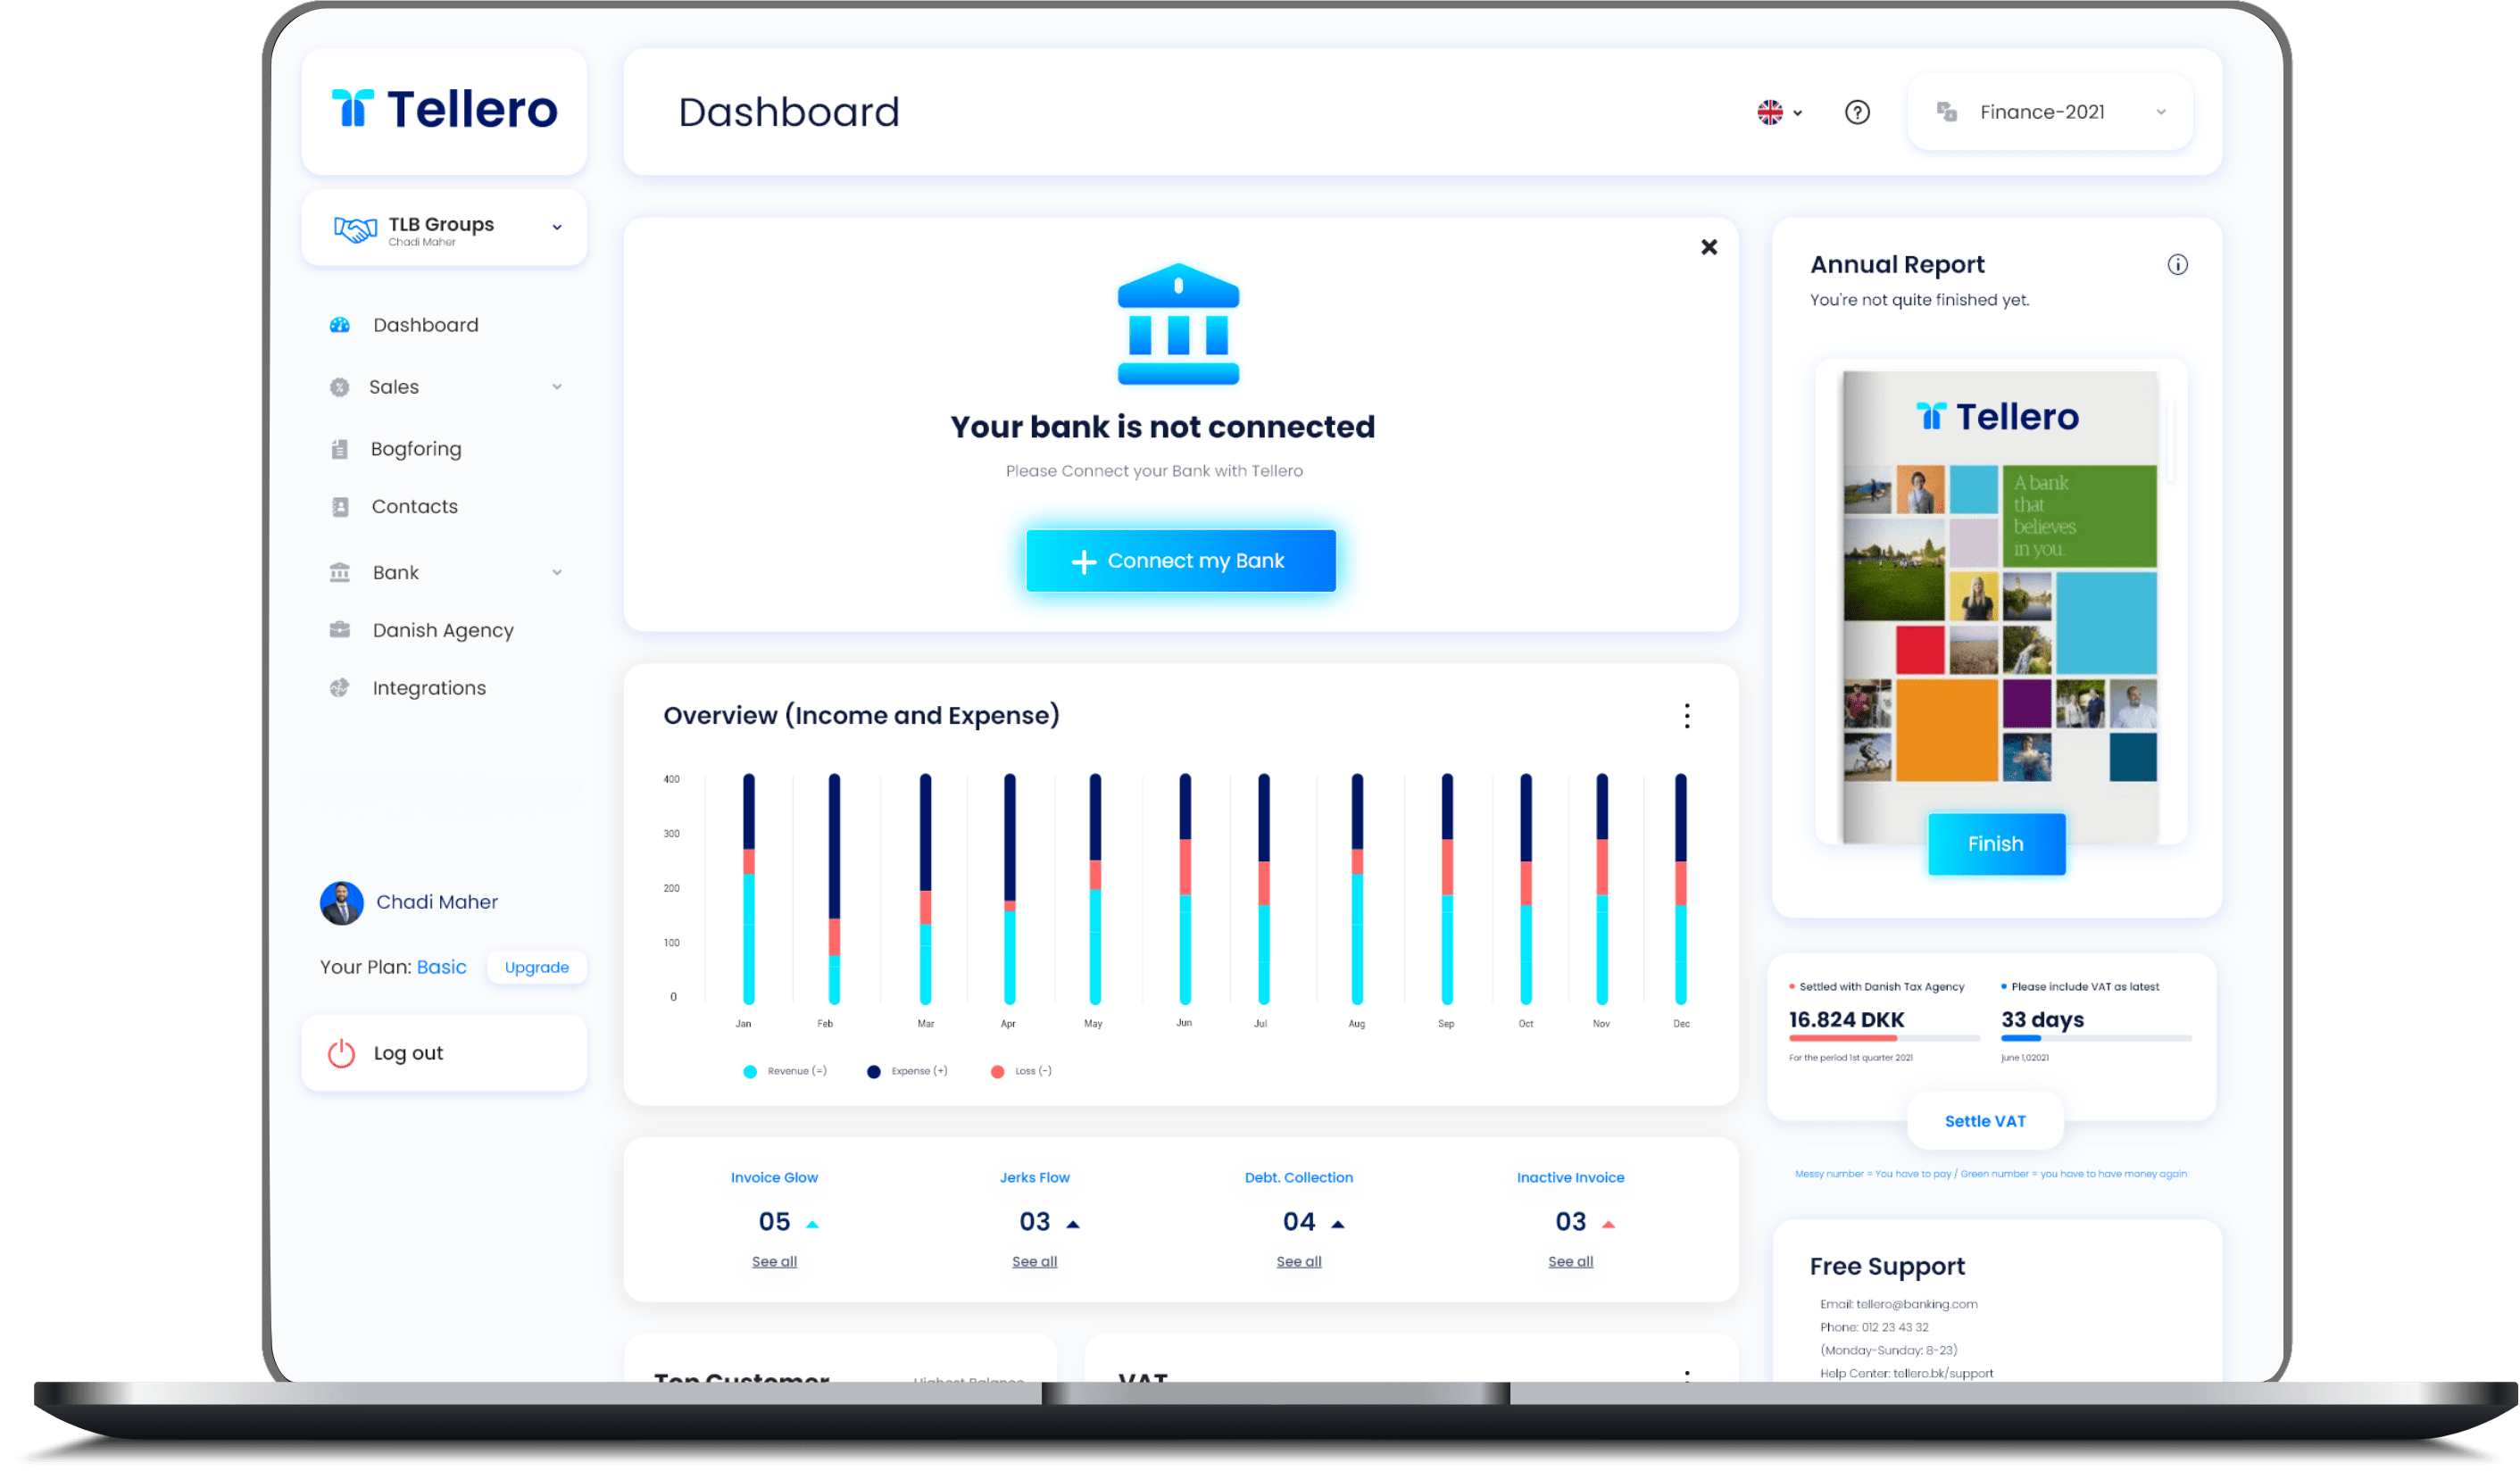 Tellero
Dashboard
Finance-2021
TLB Groups
Chadi Maher
Dashboard
Sales
Bogforing
Contacts
Bank
Danish Agency
Integrations
Chadi Maher
Your Plan: Basic
Upgrade
Log out
Your bank is not connected
Please Connect your Bank with Tellero
Connect my Bank
Overview (Income and Expense)
400
300
200
100
0
Jan Feb Mar Apr May Jun Jul Aug Sep Oct Nov Dec
Revenue (=) Expense (+) Loss (-)
Invoice Glow Jerks Flow Debt. Collection Inactive Invoice
05 03 04 03
See all See all See all See all
Top Customer Highest Balance
VAT
Annual Report
You're not quite finished yet.
Tellero
A bank
that
believes
in you.
Finish
Settled with Danish Tax Agency
16.824 DKK
For the period 1st quarter 2021
Please include VAT as latest
33 days
june 1,02021
Settle VAT
Messy number = You have to pay / Green number = you have to have money again
Free Support
Email: tellero@banking.com
Phone: 012 23 43 32
(Monday-Sunday: 8-23)
Help Center: tellero.bk/support